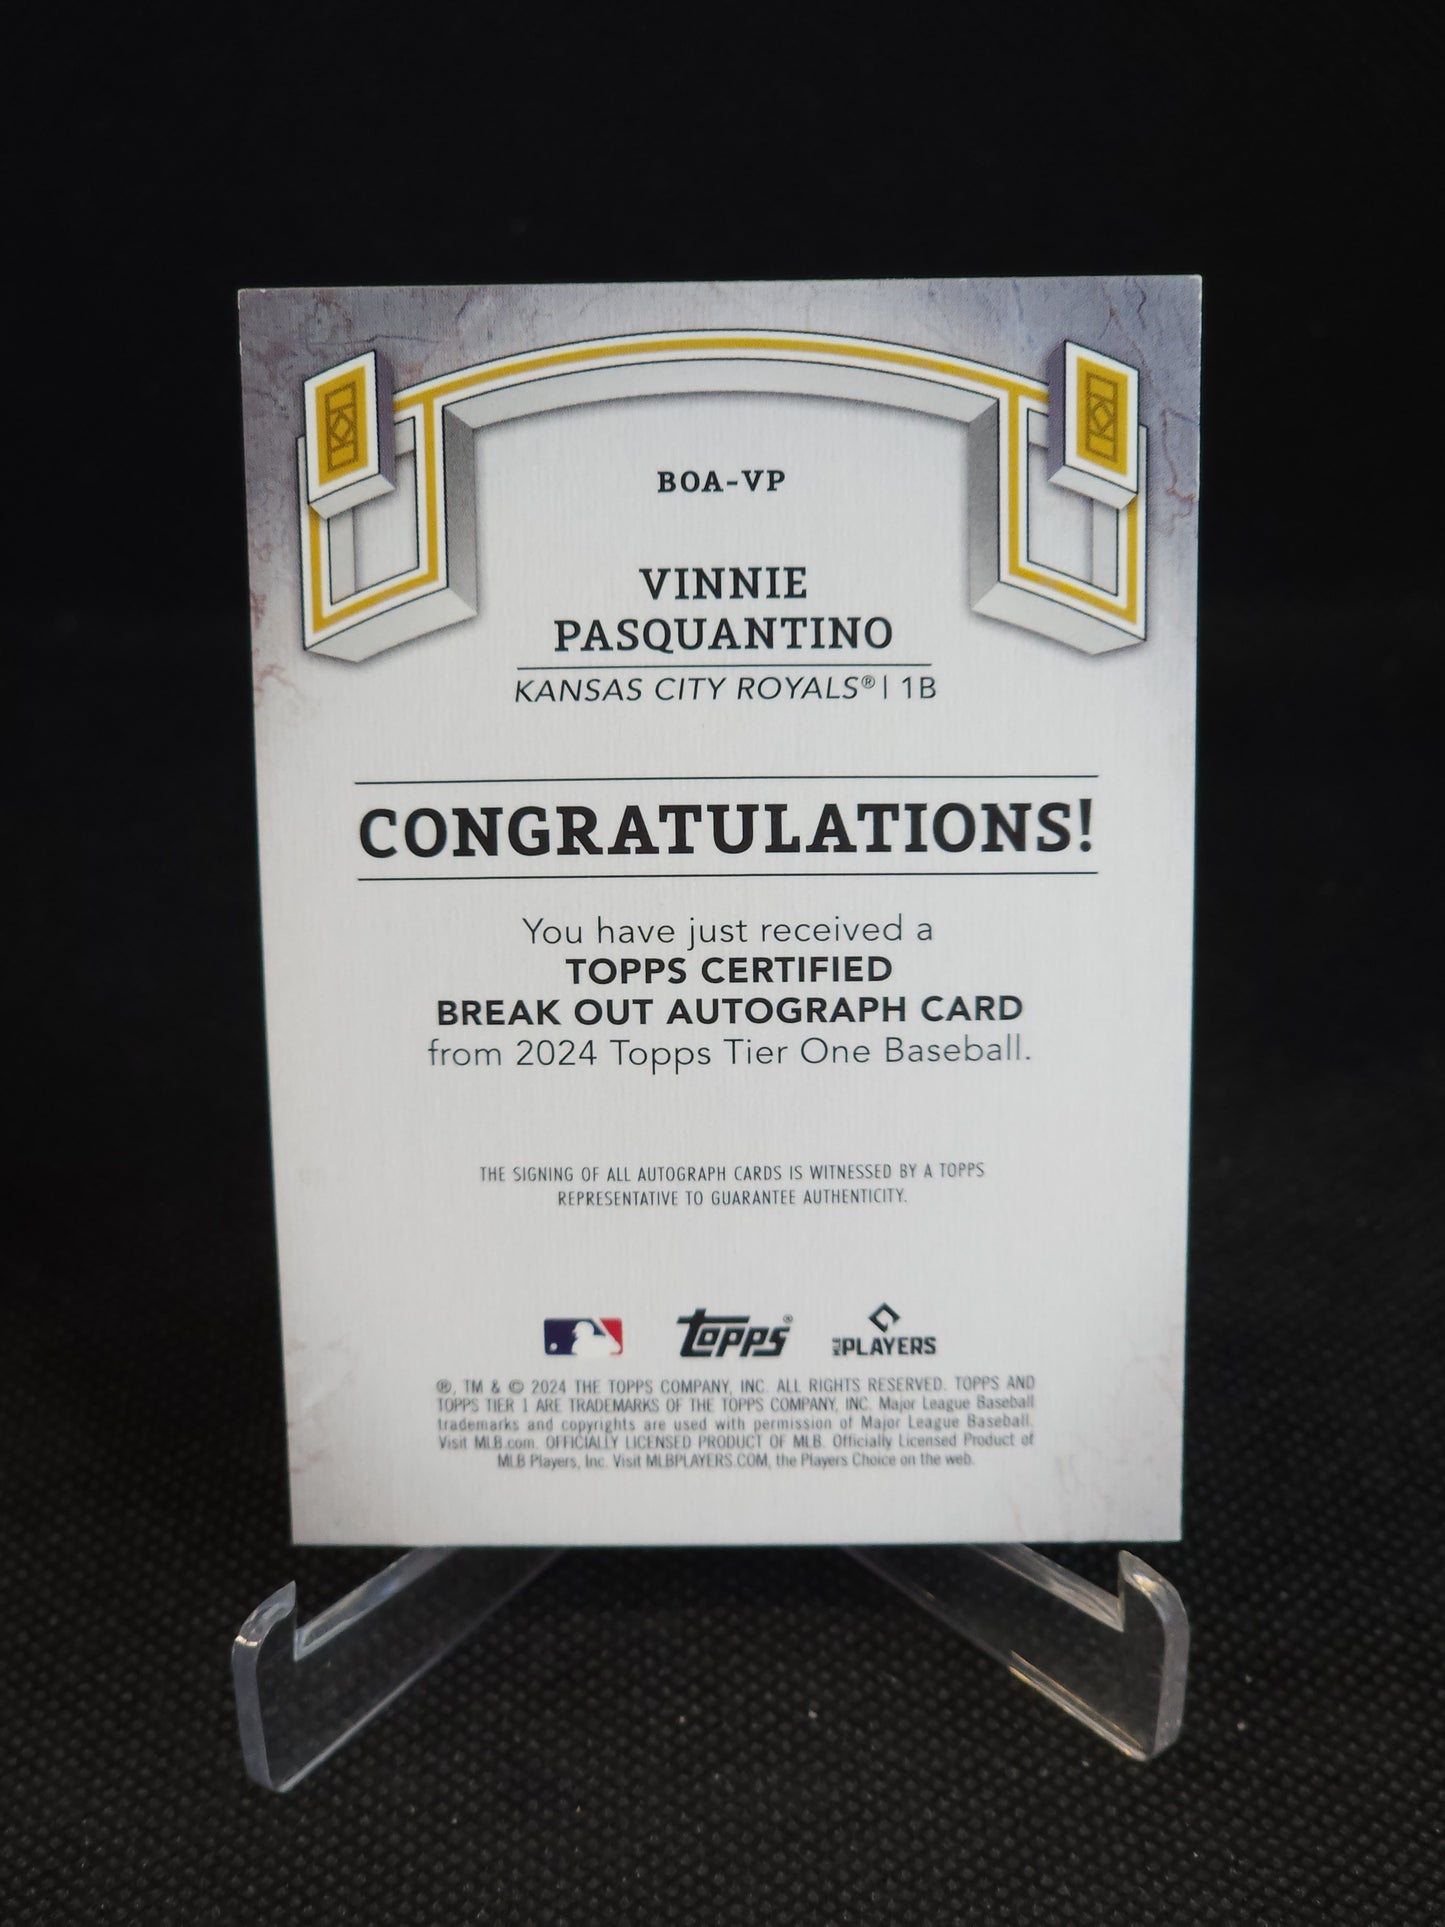 BOA-VP
VINNIE
PASQUANTINO
KANSAS CITY ROYALS® | 1B
CONGRATULATIONS!
You have just received a
TOPPS CERTIFIED
BREAK OUT AUTOGRAPH CARD
from 2024 Topps Tier One Baseball.
THE SIGNING OF ALL AUTOGRAPH CARDS IS WITNESSED BY A TOPPS
REPRESENTATIVE TO GUARANTEE AUTHENTICITY.
topps® MLB PLAYERS
®, TM & © 2024 THE TOPPS COMPANY, INC. ALL RIGHTS RESERVED. TOPPS AND
TOPPS TIER 1 ARE TRADEMARKS OF THE TOPPS COMPANY, INC. Major League Baseball
trademarks and copyrights are used with permission of Major League Baseball.
Visit MLB.com. OFFICIALLY LICENSED PRODUCT OF MLB. Officially Licensed Product of
MLB Players, Inc. Visit MLBPLAYERS.COM, the Players Choice on the web.